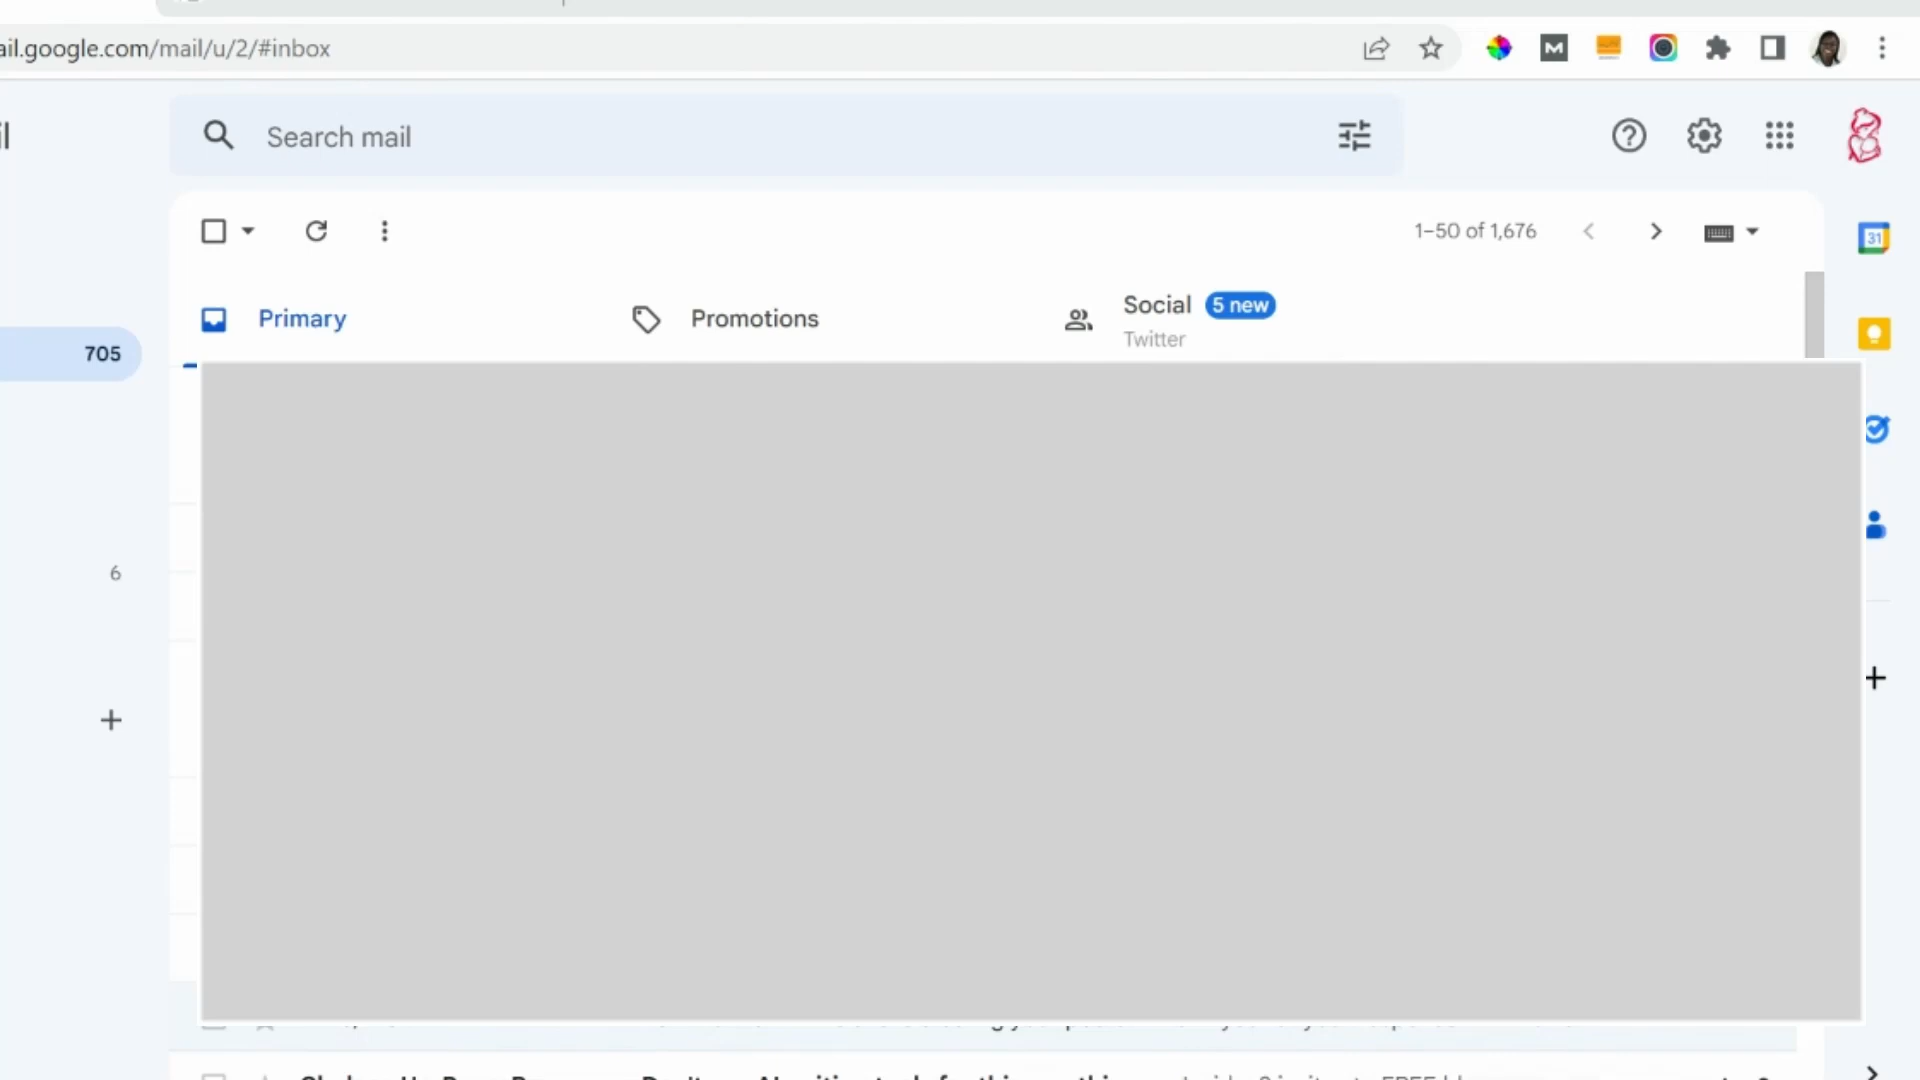 ail.google.com/mail/u/2/#inbox
Search mail
1–50 of 1,676
Primary
Promotions
Social 5 new
Twitter
705
6
31